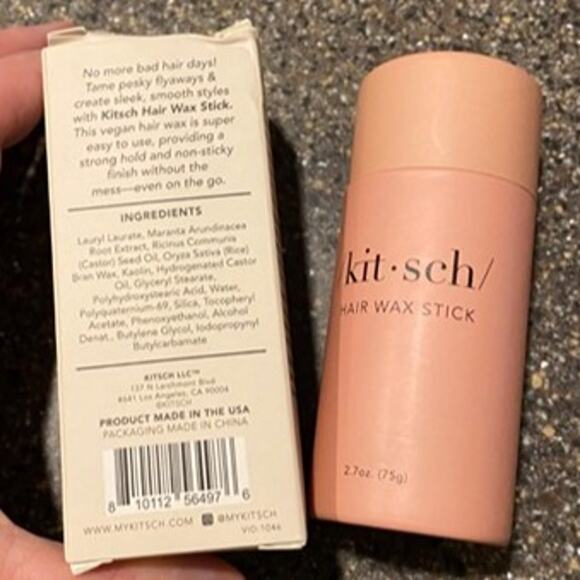 No more bad hair days!
Tame pesky flyaways &
create sleek, smooth styles
with Kitsch Hair Wax Stick.
This vegan hair wax is super
easy to use, providing a
strong hold and non-sticky
finish without the
mess—even on the go.
INGREDIENTS
Lauryl Laurate, Maranta Arundinacea
Root Extract, Ricinus Communis
(Castor) Seed Oil, Oryza Sativa (Rice)
Bran Wax, Kaolin, Hydrogenated Castor
Oil, Glyceryl Stearate,
Polyhydroxystearic Acid, Water,
Polyquaternium-69, Silica, Tocopheryl
Acetate, Phenoxyethanol, Alcohol
Denat., Butylene Glycol, Iodopropynyl
Butylcarbamate
KITSCH LLC™
137 N Larchmont Blvd
#641 Los Angeles, CA 90004
©KITSCH
PRODUCT MADE IN THE USA
PACKAGING MADE IN CHINA
8 10112 56497 6
WWW.MYKITSCH.COM @MYKITSCH
VID:1046
/kit·sch/
HAIR WAX STICK
2.7oz. (75g)